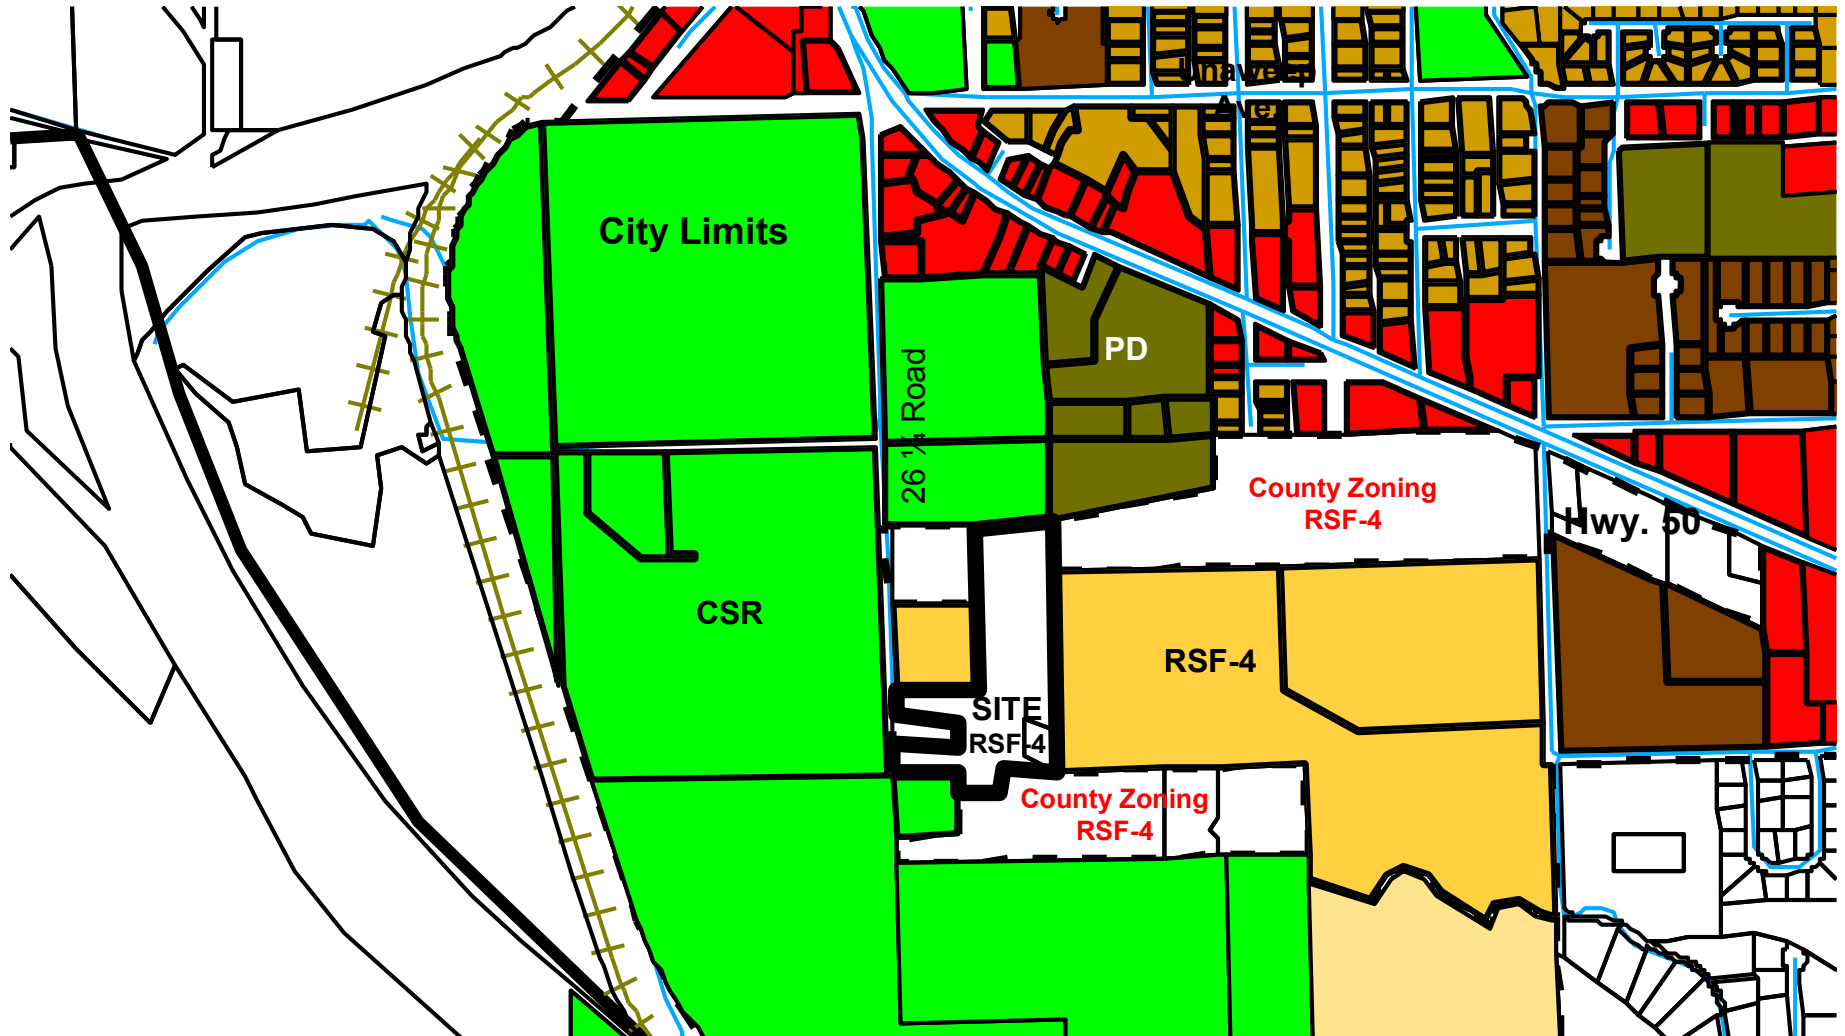 Unaweep
Ave
City Limits
PD
26 ¼ Road
County Zoning
RSF-4
Hwy. 50
CSR
RSF-4
SITE
RSF-4
County Zoning
RSF-4